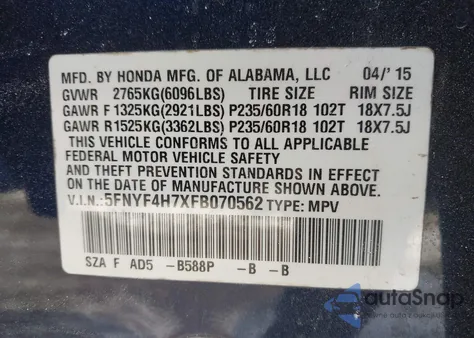 MFD. BY HONDA MFG. OF ALABAMA, LLC 04/'15
GVWR 2765KG(6096LBS) TIRE SIZE RIM SIZE
GAWR F 1325KG(2921LBS) P235/60R18 102T 18X7.5J
GAWR R1525KG(3362LBS) P235/60R18 102T 18X7.5J
THIS VEHICLE CONFORMS TO ALL APPLICABLE
FEDERAL MOTOR VEHICLE SAFETY
AND THEFT PREVENTION STANDARDS IN EFFECT ON
THE DATE OF MANUFACTURE SHOWN ABOVE.
V.I.N.: 5FNYF4H7XFB070562 TYPE: MPV
SZA F AD5 -B588P -B -B
autoSnap